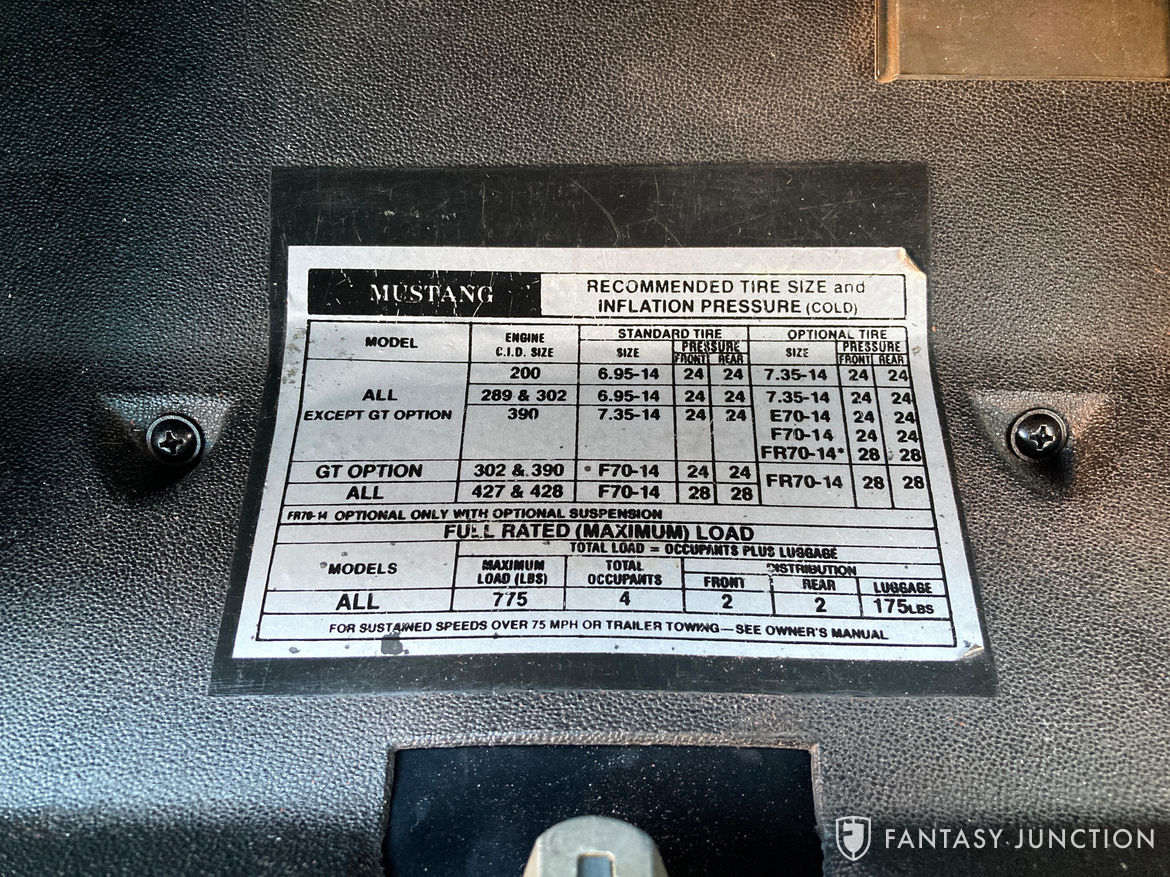 MUSTANG
RECOMMENDED TIRE SIZE and
INFLATION PRESSURE (COLD)
MODEL ENGINE C.I.D. SIZE STANDARD TIRE OPTIONAL TIRE
SIZE PRESSURE SIZE PRESSURE
FRONT REAR FRONT REAR
200 6.95-14 24 24 7.35-14 24 24
ALL 289 & 302 6.95-14 24 24 7.35-14 24 24
EXCEPT GT OPTION 390 7.35-14 24 24 E70-14 24 24
F70-14 24 24
FR70-14* 28 28
GT OPTION 302 & 390 F70-14 24 24 FR70-14 28 28
ALL 427 & 428 F70-14 28 28
FR70-14 OPTIONAL ONLY WITH OPTIONAL SUSPENSION
FULL RATED (MAXIMUM) LOAD
TOTAL LOAD = OCCUPANTS PLUS LUGGAGE
MODELS MAXIMUM LOAD (LBS) TOTAL OCCUPANTS DISTRIBUTION
FRONT REAR LUGGAGE
ALL 775 4 2 2 175LBS
FOR SUSTAINED SPEEDS OVER 75 MPH OR TRAILER TOWING—SEE OWNER'S MANUAL
FANTASY JUNCTION